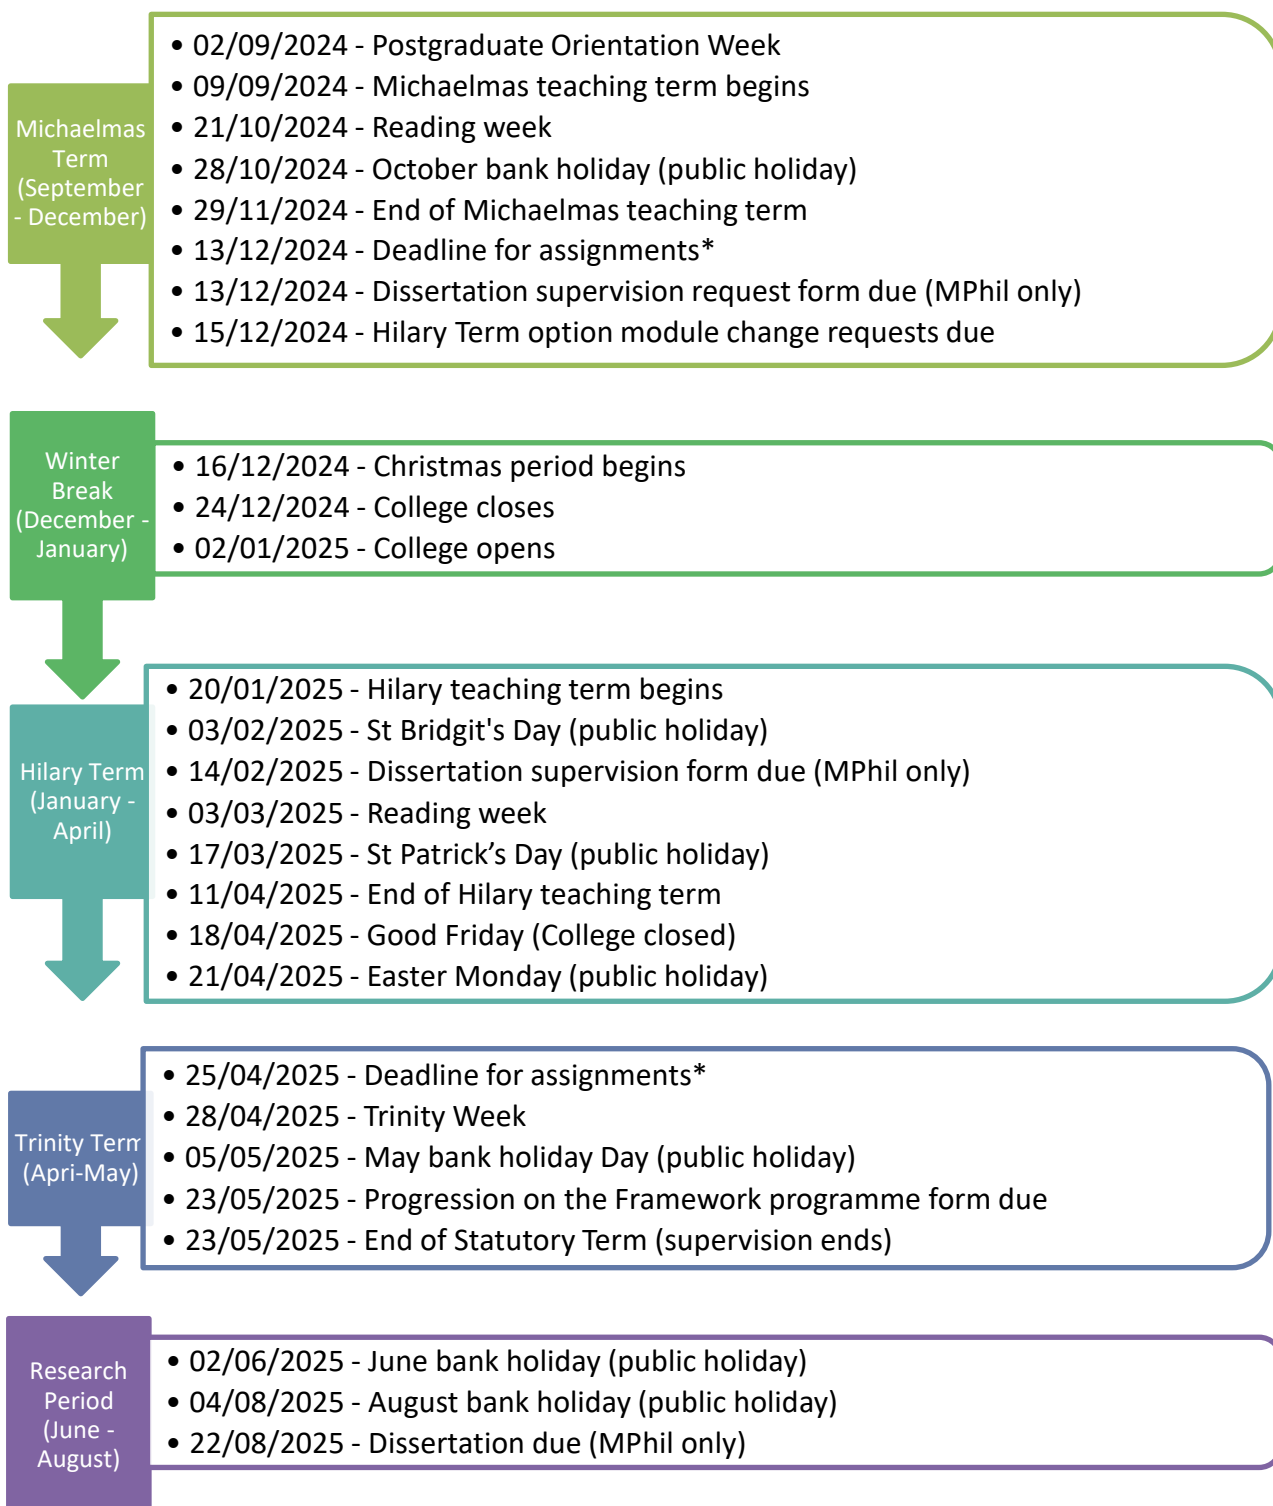 Michaelmas
Term
(September
- December)
• 02/09/2024 - Postgraduate Orientation Week
• 09/09/2024 - Michaelmas teaching term begins
• 21/10/2024 - Reading week
• 28/10/2024 - October bank holiday (public holiday)
• 29/11/2024 - End of Michaelmas teaching term
• 13/12/2024 - Deadline for assignments*
• 13/12/2024 - Dissertation supervision request form due (MPhil only)
• 15/12/2024 - Hilary Term option module change requests due
Winter
Break
(December -
January)
• 16/12/2024 - Christmas period begins
• 24/12/2024 - College closes
• 02/01/2025 - College opens
Hilary Term
(January -
April)
• 20/01/2025 - Hilary teaching term begins
• 03/02/2025 - St Bridgit's Day (public holiday)
• 14/02/2025 - Dissertation supervision form due (MPhil only)
• 03/03/2025 - Reading week
• 17/03/2025 - St Patrick’s Day (public holiday)
• 11/04/2025 - End of Hilary teaching term
• 18/04/2025 - Good Friday (College closed)
• 21/04/2025 - Easter Monday (public holiday)
Trinity Term
(Apri-May)
• 25/04/2025 - Deadline for assignments*
• 28/04/2025 - Trinity Week
• 05/05/2025 - May bank holiday Day (public holiday)
• 23/05/2025 - Progression on the Framework programme form due
• 23/05/2025 - End of Statutory Term (supervision ends)
Research
Period
(June -
August)
• 02/06/2025 - June bank holiday (public holiday)
• 04/08/2025 - August bank holiday (public holiday)
• 22/08/2025 - Dissertation due (MPhil only)